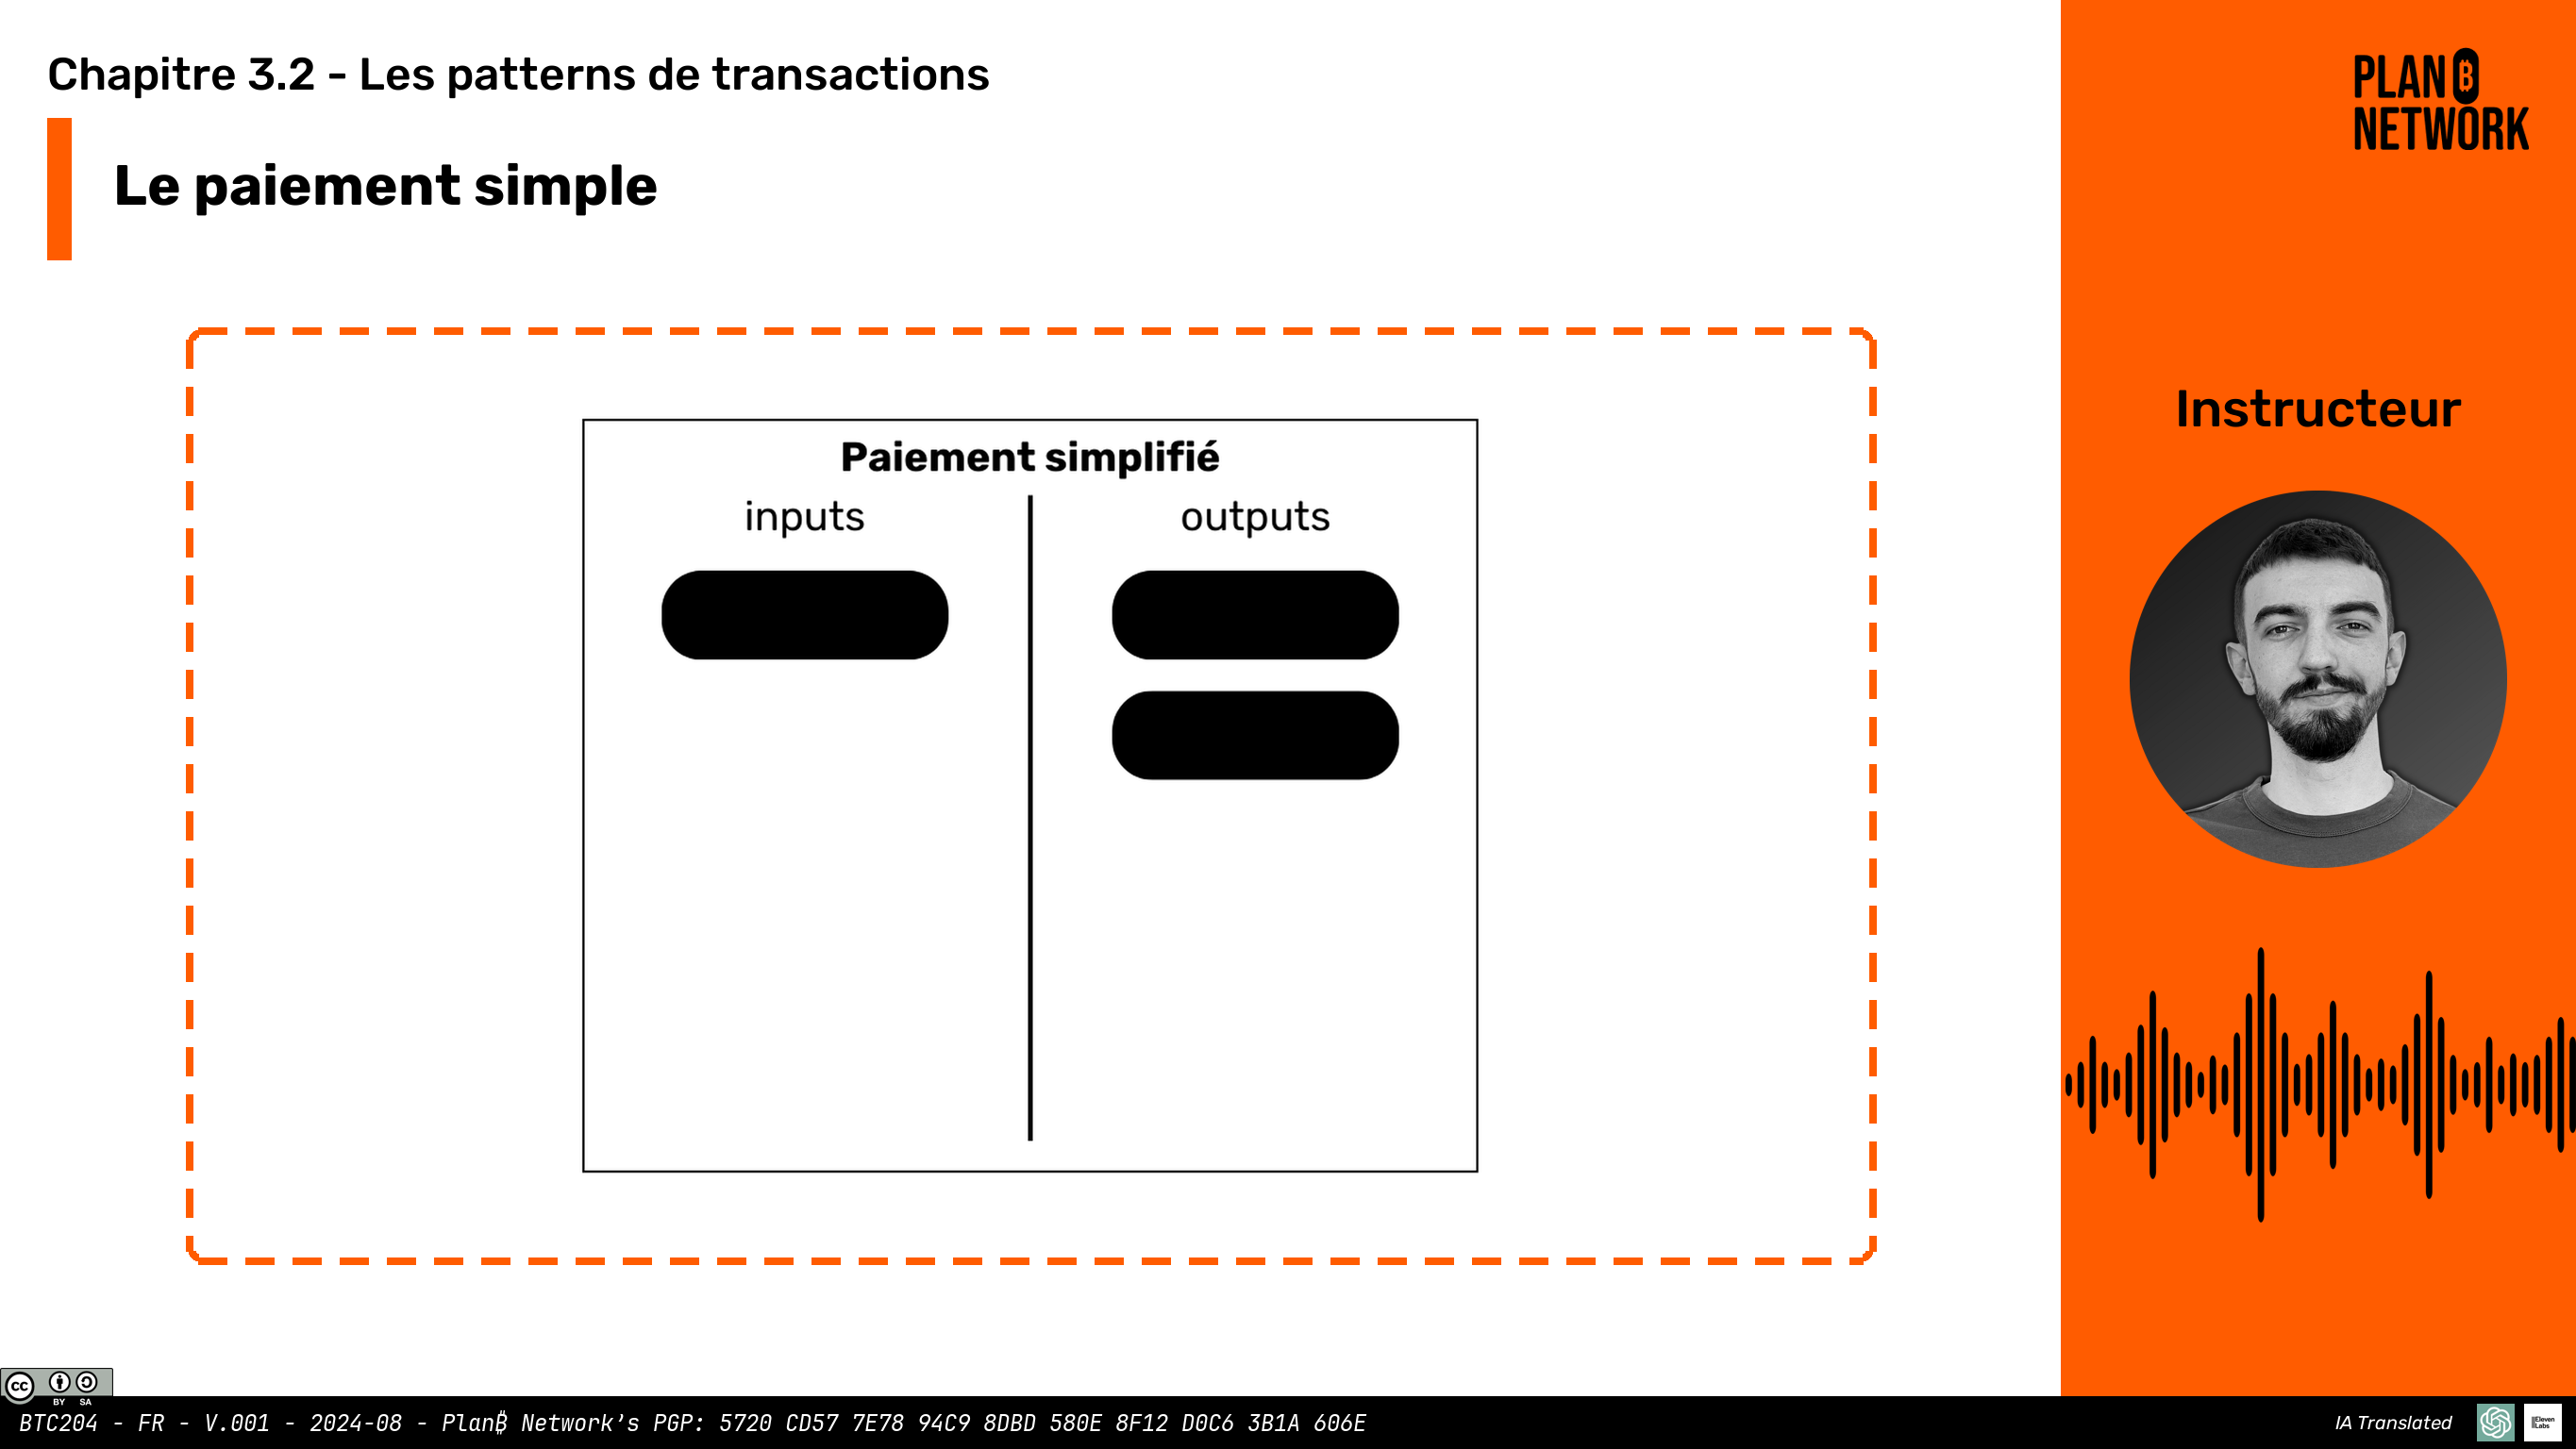 Chapitre 3.2 - Les patterns de transactions
Le paiement simple
Paiement simplifié
inputs
outputs
PLAN ₿
NETWORK
Instructeur
CC BY SA
BTC204 - FR - V.001 - 2024-08 - Plan₿ Network's PGP: 5720 CD57 7E78 94C9 8DBD 580E 8F12 D0C6 3B1A 606E
IA Translated
ElevenLabs